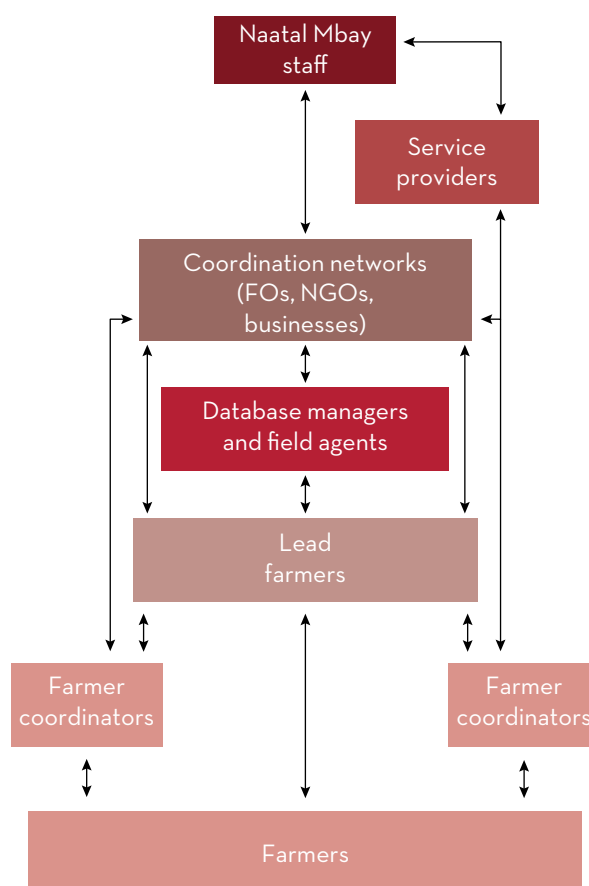 Naatal Mbay
staff
Service
providers
Coordination networks
(FOs, NGOs,
businesses)
Database managers
and field agents
Lead
farmers
Farmer
coordinators
Farmer
coordinators
Farmers